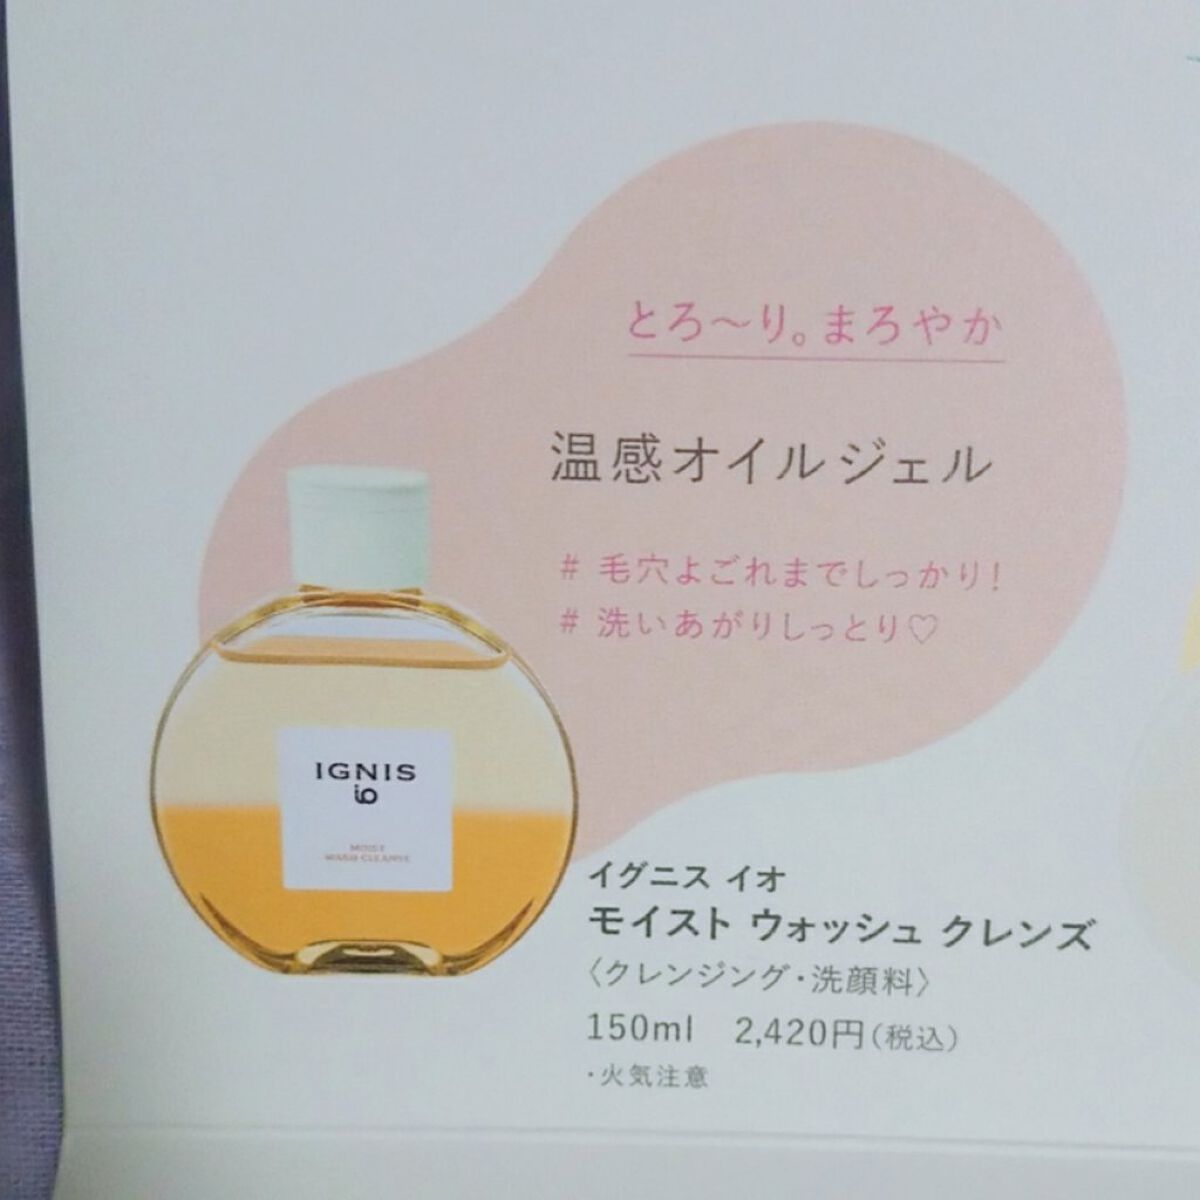 とろ〜り。まろやか
温感オイルジェル
# 毛穴よごれまでしっかり!
# 洗いあがりしっとり♡
IGNIS
io
MOIST
WASH CLEANSE
イグニス イオ
モイスト ウォッシュ クレンズ
〈クレンジング・洗顔料〉
150ml 2,420円(税込)
・火気注意